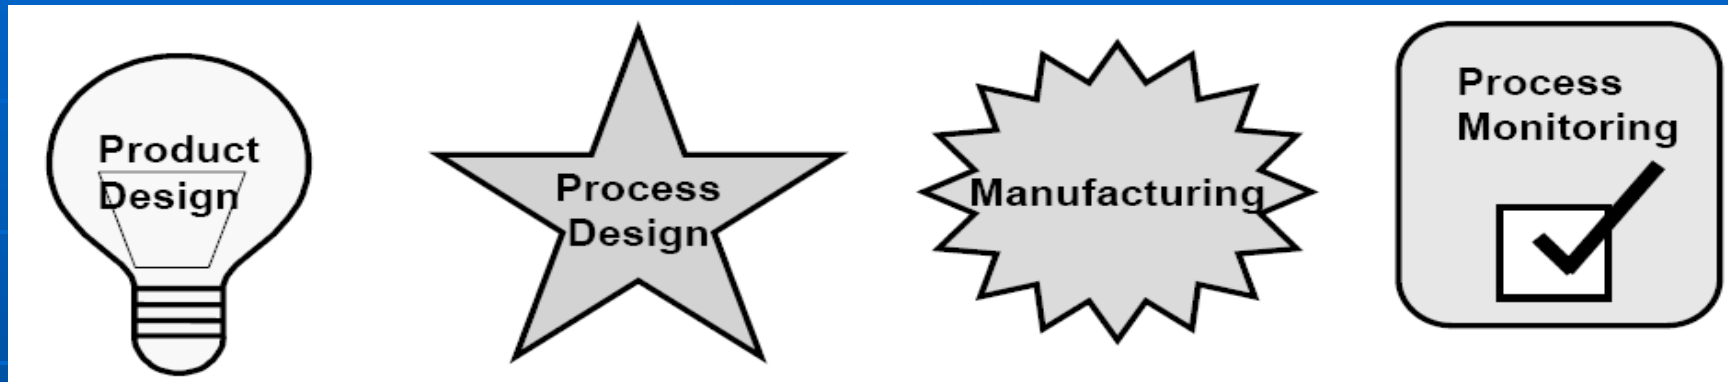 Product
Design
Process
Design
Manufacturing
Process
Monitoring